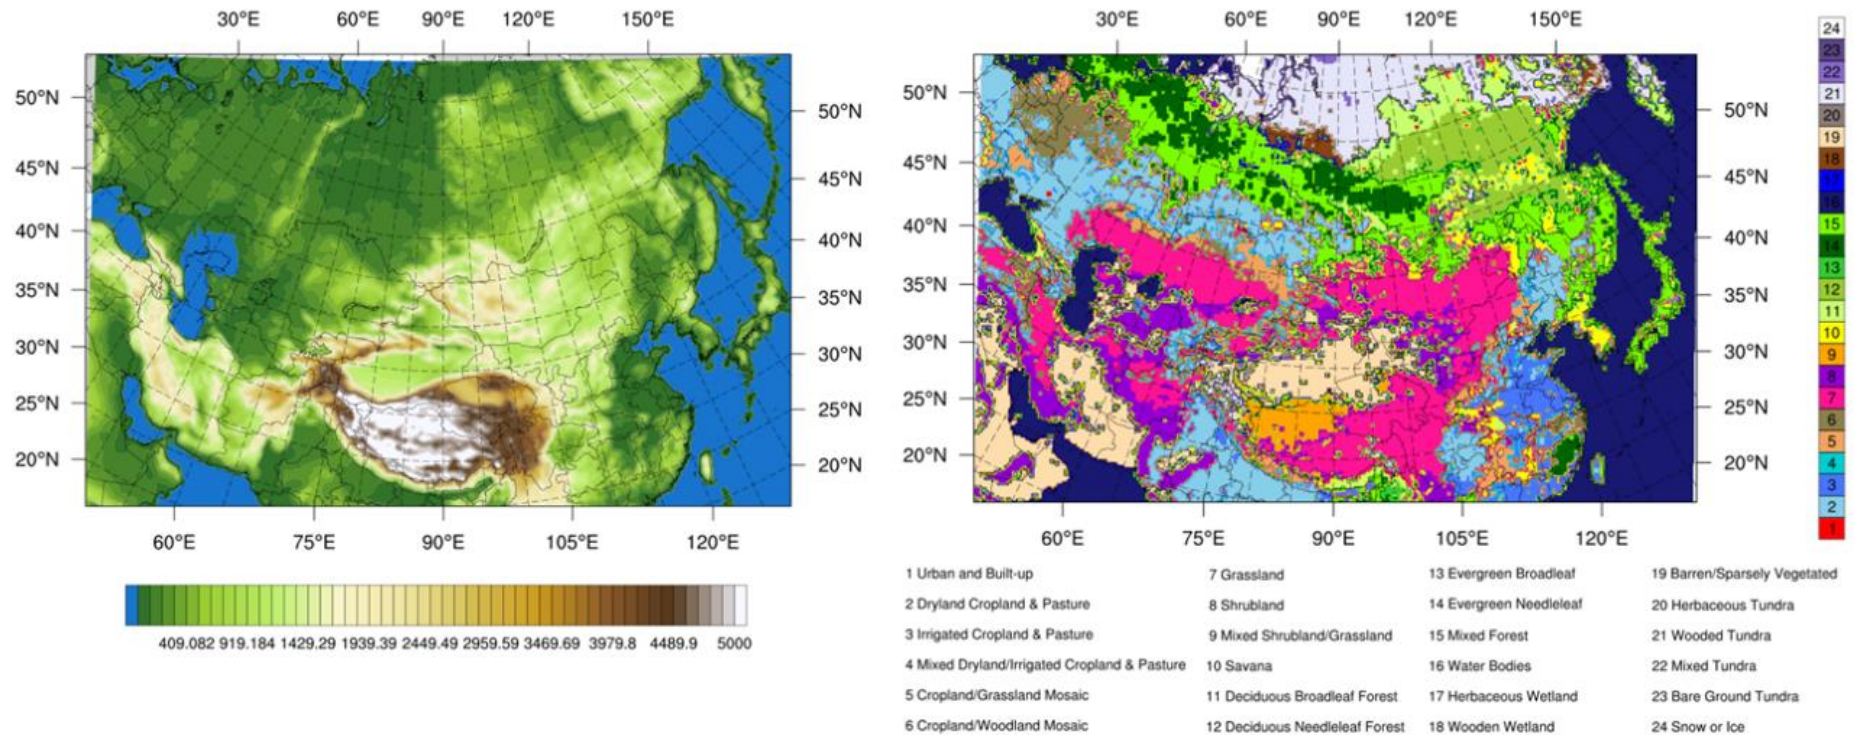 30°E 60°E 90°E 120°E 150°E
50°N 50°N
45°N 45°N
40°N 40°N
35°N 35°N
30°N 30°N
25°N 25°N
20°N 20°N
60°E 75°E 90°E 105°E 120°E
409.082 919.184 1429.29 1939.39 2449.49 2959.59 3469.69 3979.8 4489.9 5000
30°E 60°E 90°E 120°E 150°E
50°N 50°N
45°N 45°N
40°N 40°N
35°N 35°N
30°N 30°N
25°N 25°N
20°N 20°N
60°E 75°E 90°E 105°E 120°E
24
23
22
21
20
19
18
17
16
15
14
13
12
11
10
9
8
7
6
5
4
3
2
1
1 Urban and Built-up
2 Dryland Cropland & Pasture
3 Irrigated Cropland & Pasture
4 Mixed Dryland/Irrigated Cropland & Pasture
5 Cropland/Grassland Mosaic
6 Cropland/Woodland Mosaic
7 Grassland
8 Shrubland
9 Mixed Shrubland/Grassland
10 Savana
11 Deciduous Broadleaf Forest
12 Deciduous Needleleaf Forest
13 Evergreen Broadleaf
14 Evergreen Needleleaf
15 Mixed Forest
16 Water Bodies
17 Herbaceous Wetland
18 Wooden Wetland
19 Barren/Sparsely Vegetated
20 Herbaceous Tundra
21 Wooded Tundra
22 Mixed Tundra
23 Bare Ground Tundra
24 Snow or Ice